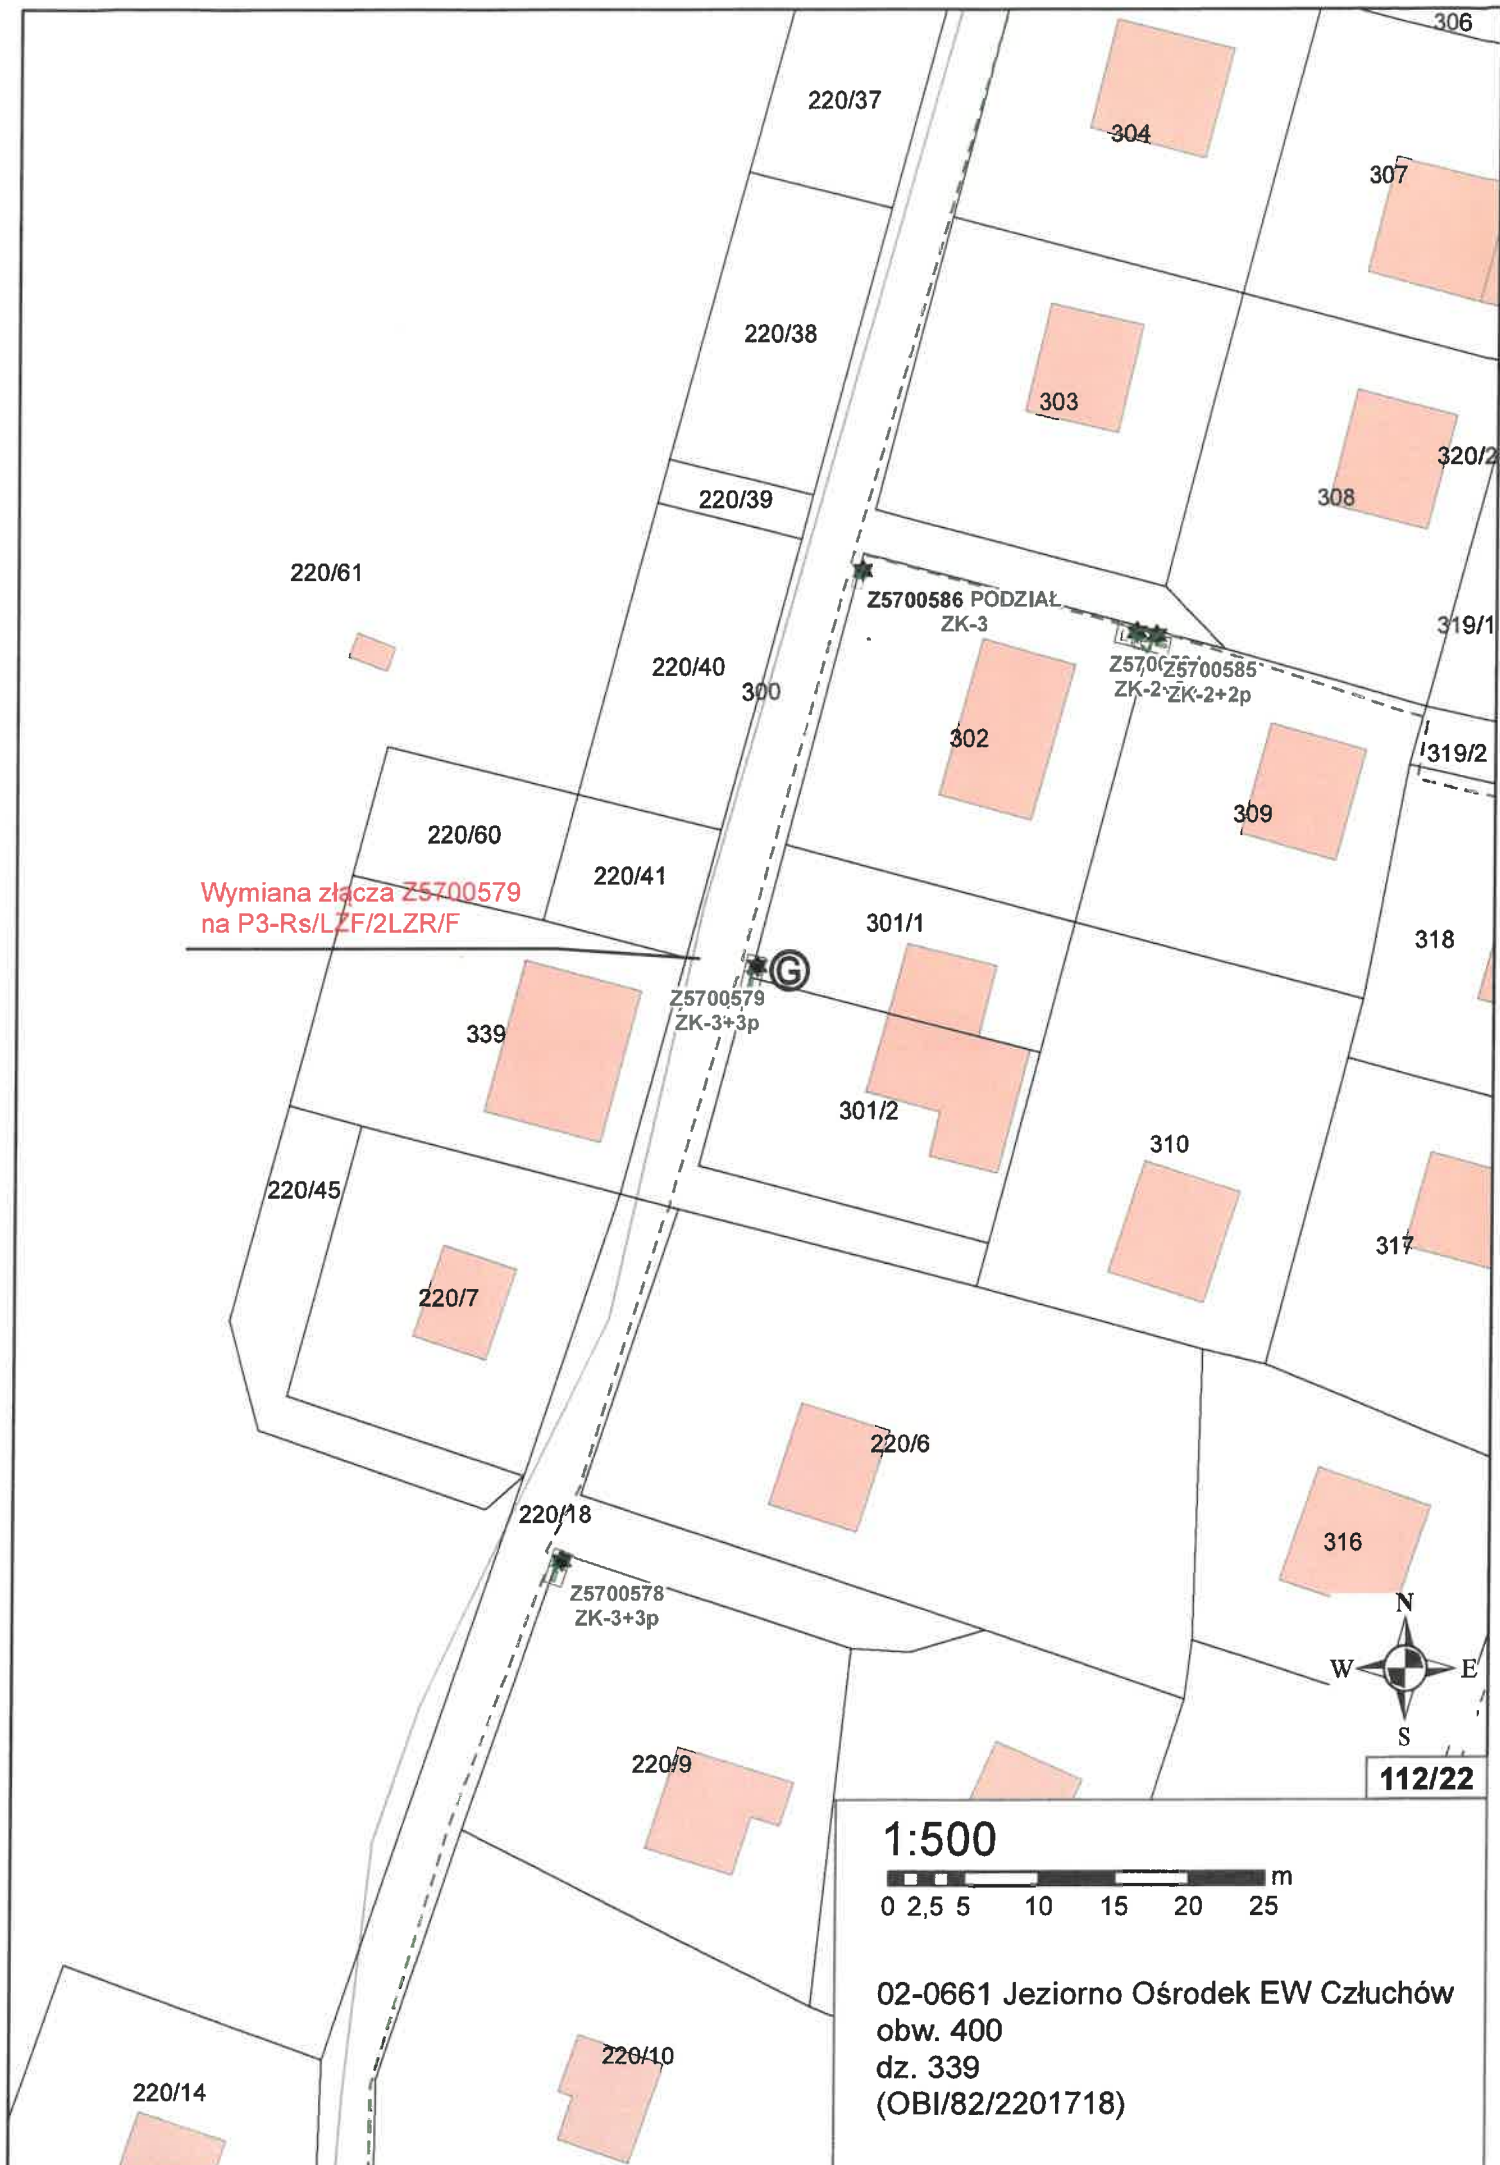 306
220/37
304
307
220/38
303
320/2
308
220/39
220/61
Z5700586 PODZIAŁ
ZK-3
319/1
220/40
300
Z5700585
ZK-2+2p
302
319/2
309
220/60
220/41
Wymiana złącza Z5700579
na P3-Rs/LZF/2LZR/F
301/1
318
G
Z5700579
ZK-3+3p
339
301/2
310
220/45
317
220/7
220/6
220/18
316
Z5700578
ZK-3+3p
N
W E
S
220/9
112/22
1:500
m
0 2,5 5 10 15 20 25
02-0661 Jeziorno Ośrodek EW Człuchów
obw. 400
dz. 339
(OBI/82/2201718)
220/10
220/14